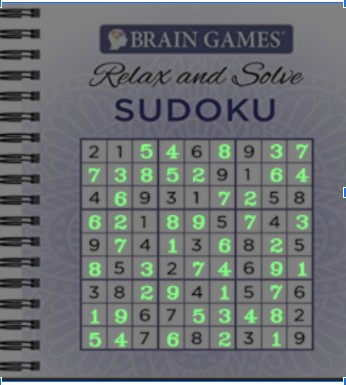 BRAIN GAMES®
Relax and Solve
SUDOKU
2 1 5 4 6 8 9 3 7
7 3 8 5 2 9 1 6 4
4 6 9 3 1 7 2 5 8
6 2 1 8 9 5 7 4 3
9 7 4 1 3 6 8 2 5
8 5 3 2 7 4 6 9 1
3 8 2 9 4 1 5 7 6
1 9 6 7 5 3 4 8 2
5 4 7 6 8 2 3 1 9